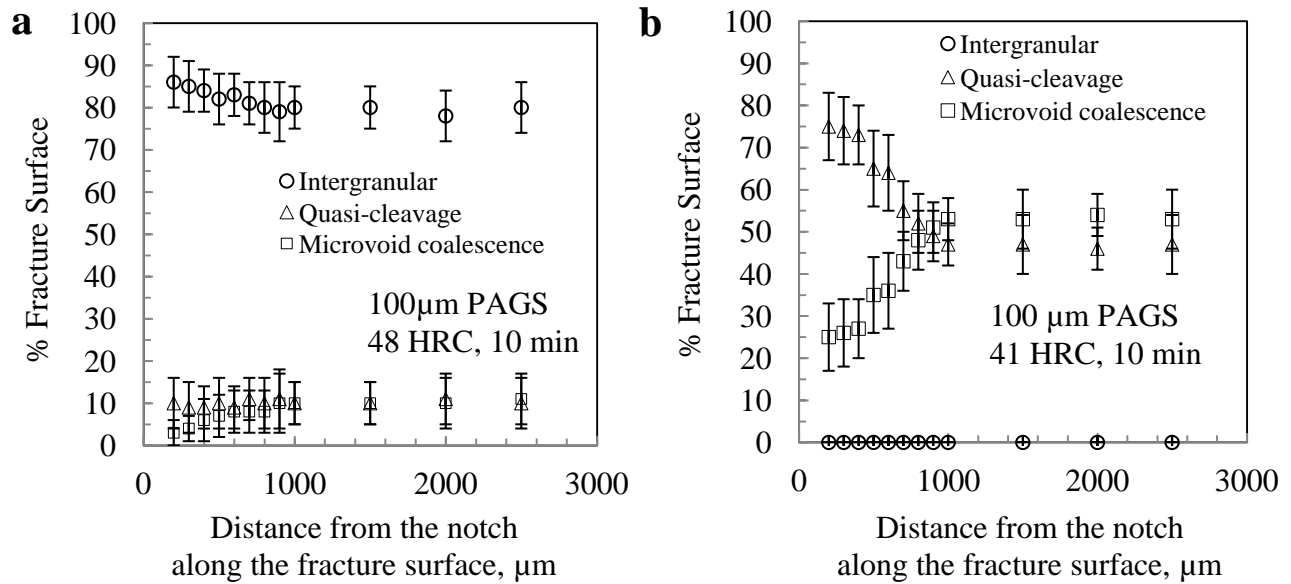 a
100
90
80
70
60
50
40
30
20
10
0
% Fracture Surface
Intergranular
Quasi-cleavage
Microvoid coalescence
100µm PAGS
48 HRC, 10 min
0 1000 2000 3000
Distance from the notch
along the fracture surface, µm
b
100
90
80
70
60
50
40
30
20
10
0
% Fracture Surface
Intergranular
Quasi-cleavage
Microvoid coalescence
100 µm PAGS
41 HRC, 10 min
0 1000 2000 3000
Distance from the notch
along the fracture surface, µm